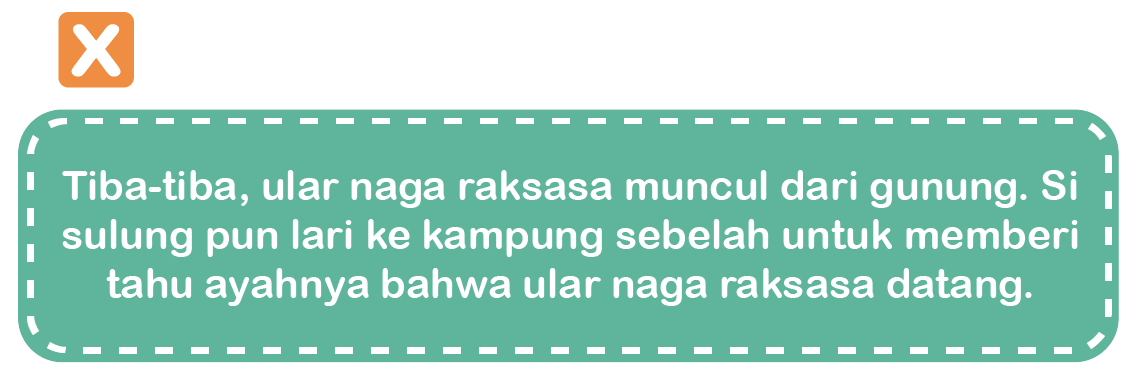 X
Tiba-tiba, ular naga raksasa muncul dari gunung. Si
sulung pun lari ke kampung sebelah untuk memberi
tahu ayahnya bahwa ular naga raksasa datang.